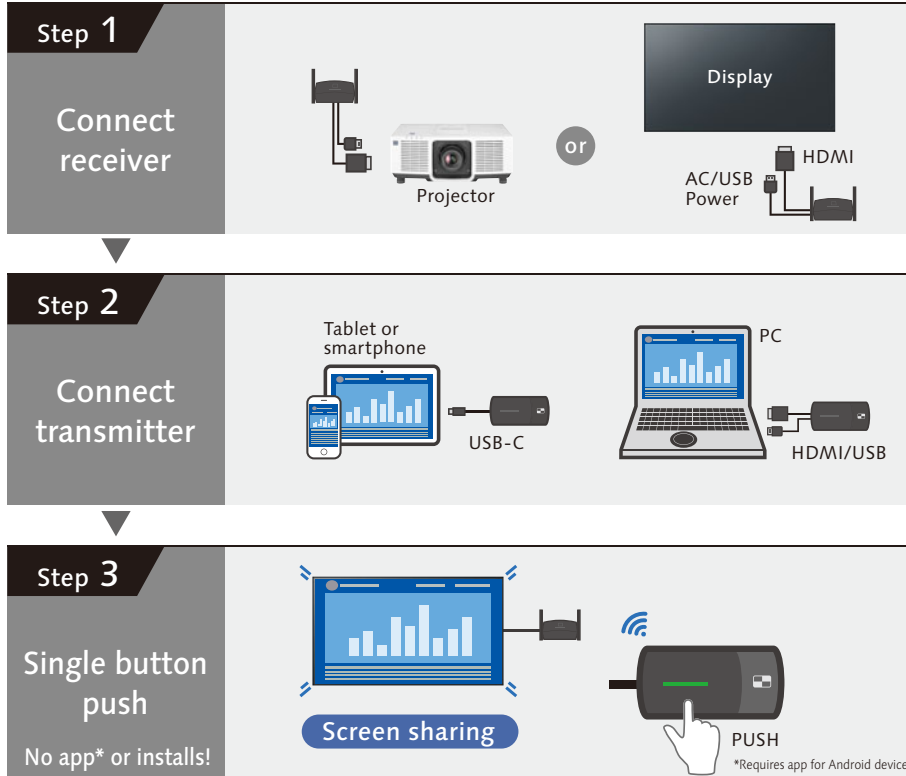 Step 1
Connect
receiver
Projector
or
Display
HDMI
AC/USB
Power
Step 2
Connect
transmitter
Tablet or
smartphone
USB-C
PC
HDMI/USB
Step 3
Single button
push
No app* or installs!
Screen sharing
PUSH
*Requires app for Android device